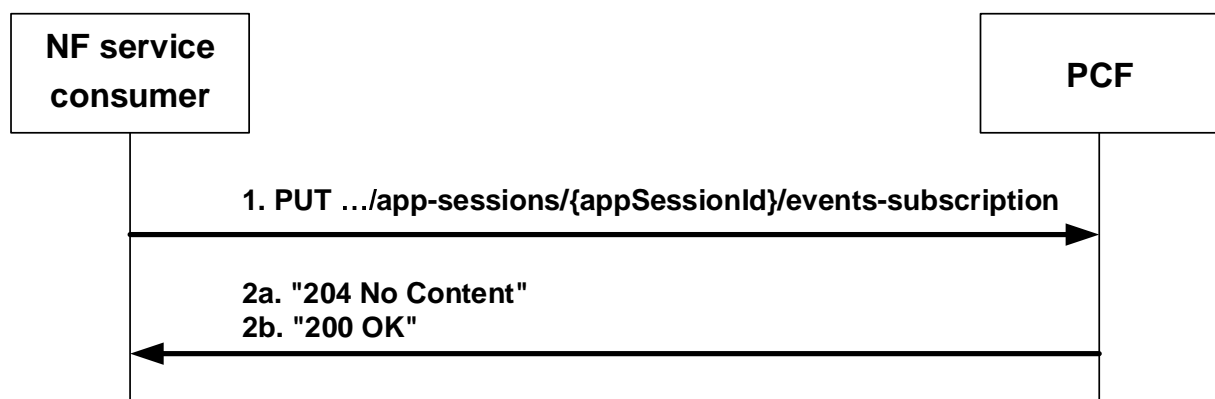 NF service
consumer
PCF
1. PUT …/app-sessions/{appSessionId}/events-subscription
2a. "204 No Content"
2b. "200 OK"